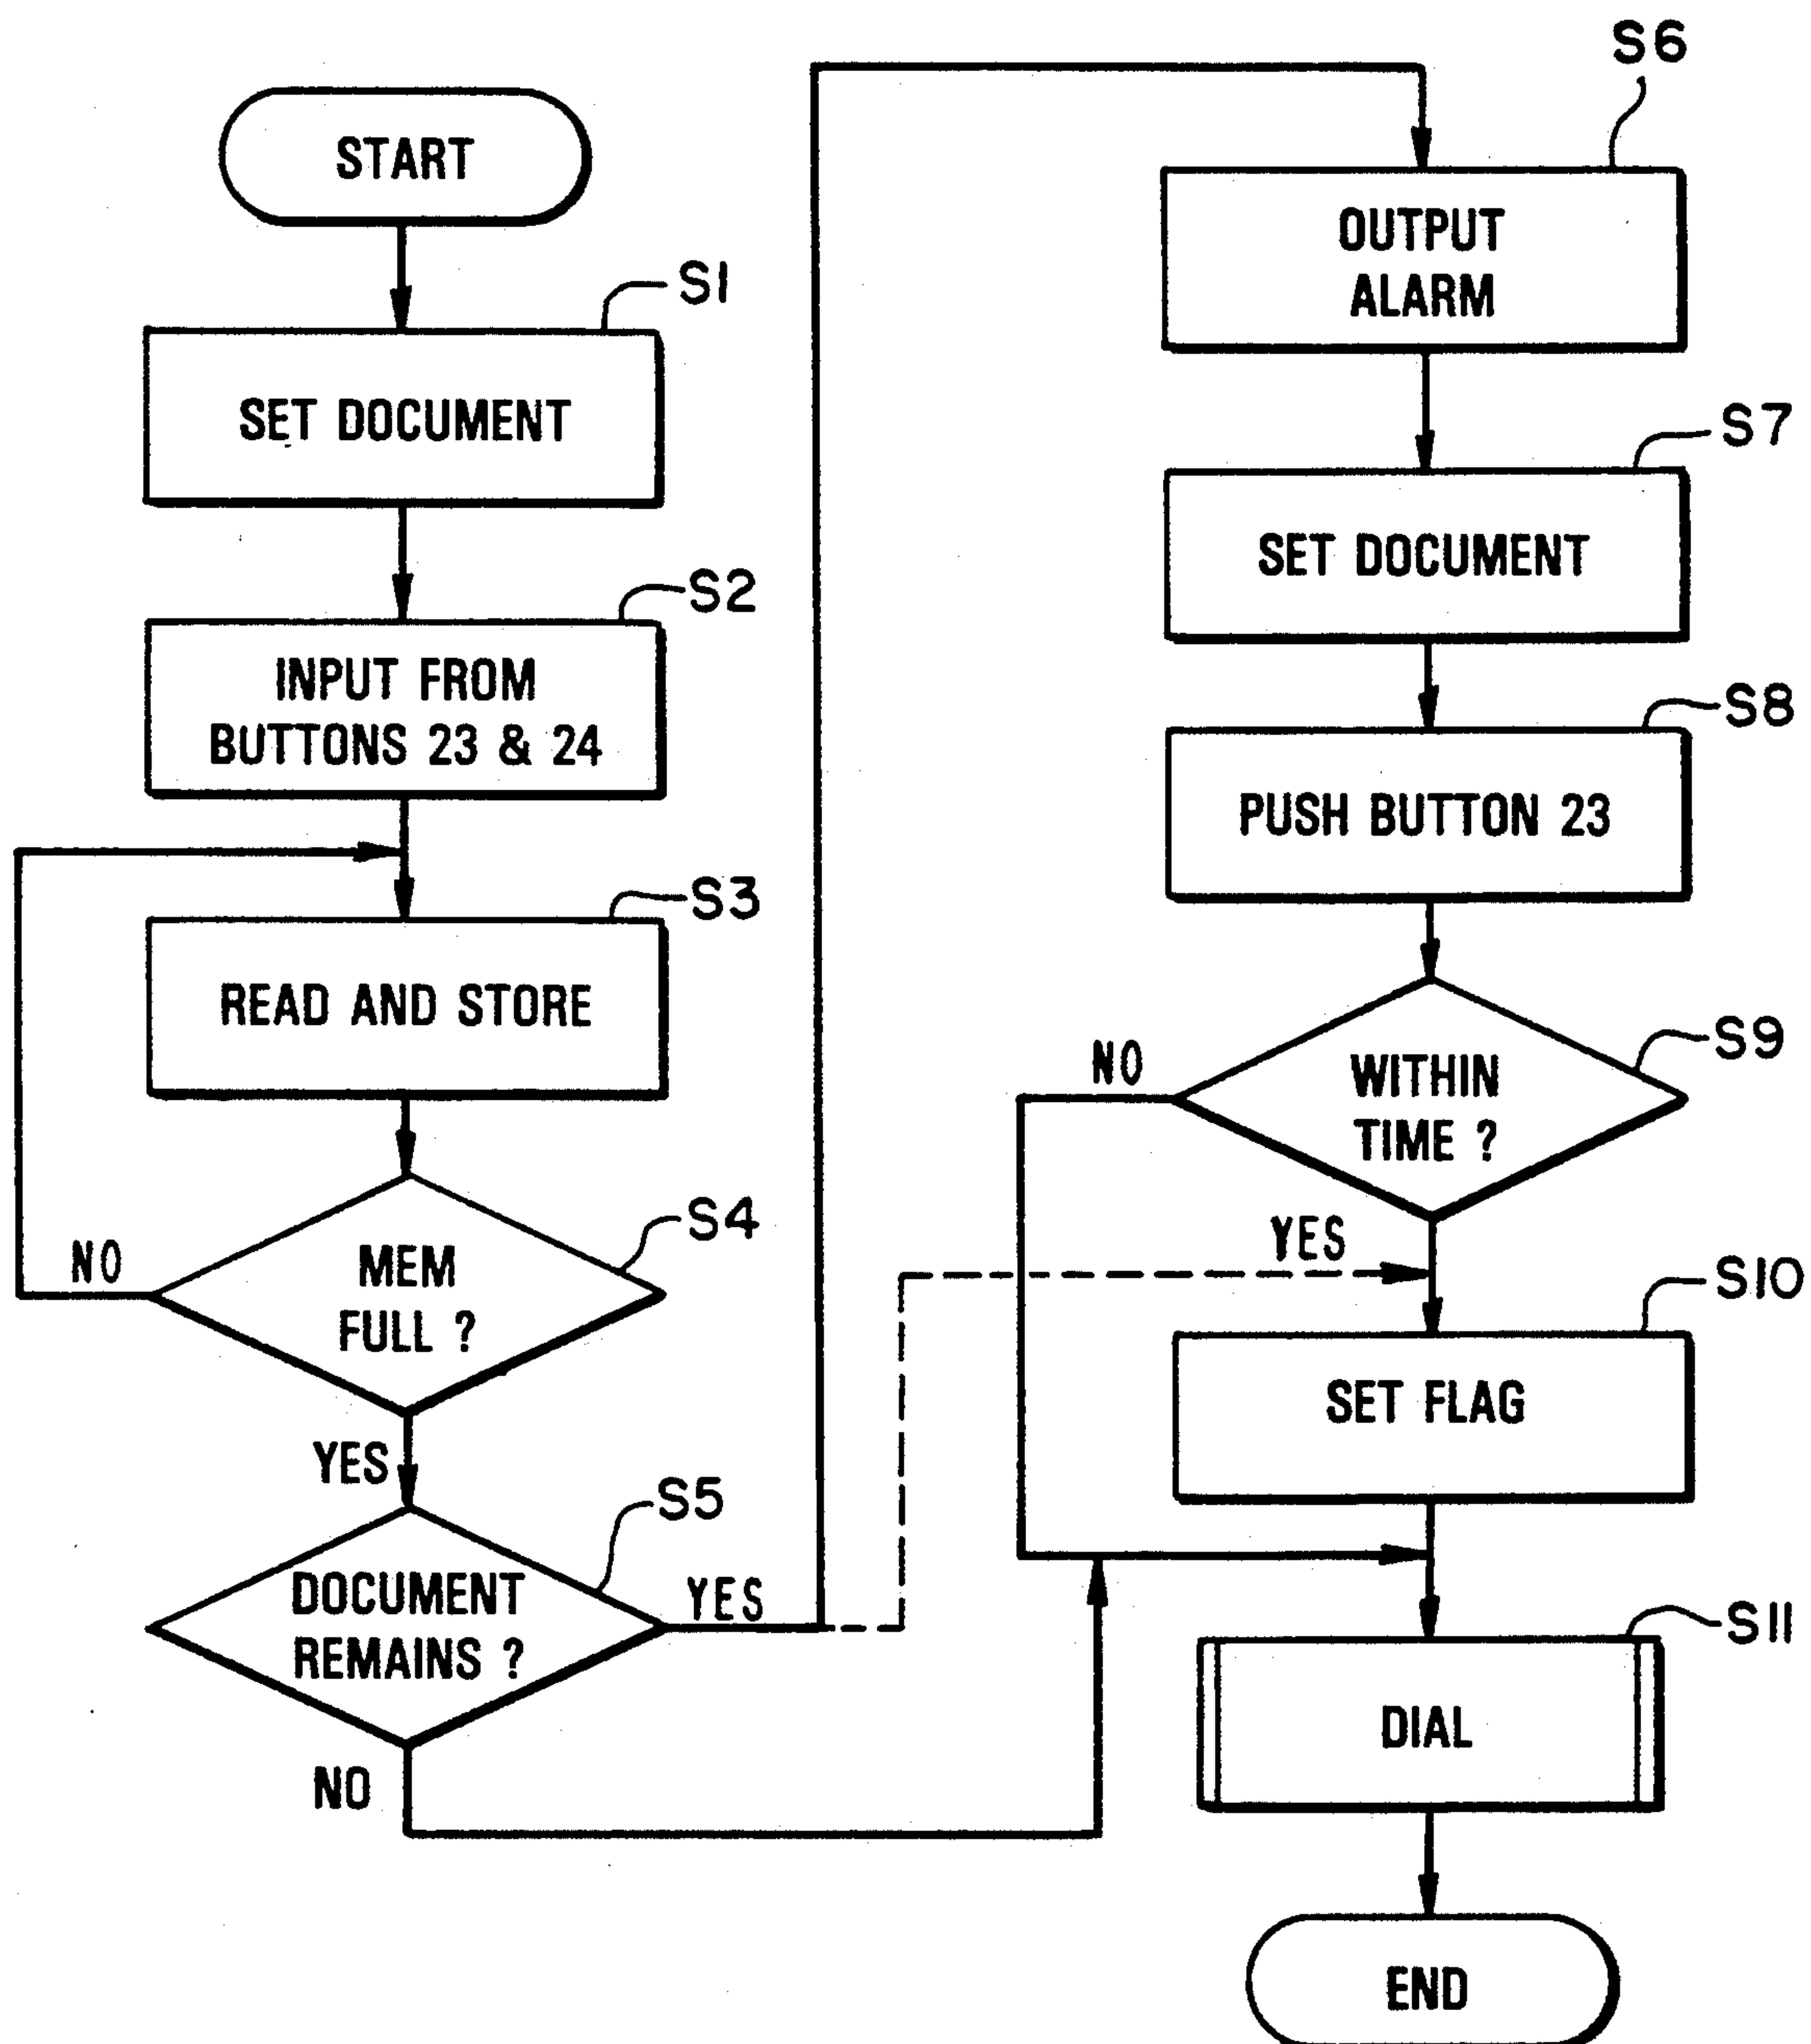 START
S1
SET DOCUMENT
S2
INPUT FROM
BUTTONS 23 & 24
S3
READ AND STORE
S4
MEM
FULL ?
NO
YES
S5
DOCUMENT
REMAINS ?
YES
NO
S6
OUTPUT
ALARM
S7
SET DOCUMENT
S8
PUSH BUTTON 23
S9
WITHIN
TIME ?
NO
YES
S10
SET FLAG
S11
DIAL
END